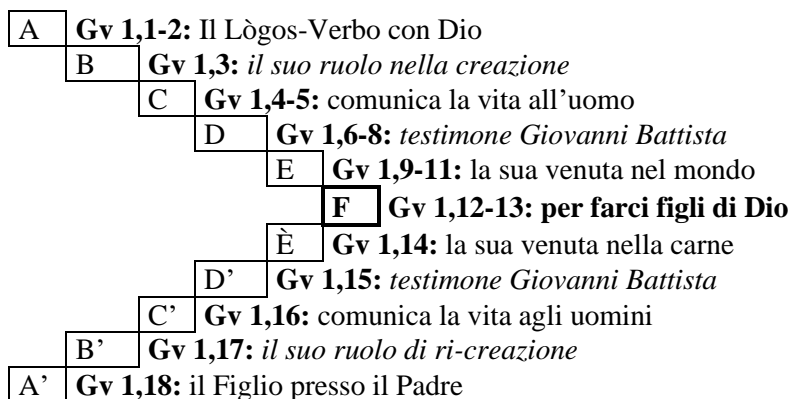 A Gv 1,1-2: Il Lògos-Verbo con Dio
B Gv 1,3: il suo ruolo nella creazione
C Gv 1,4-5: comunica la vita all’uomo
D Gv 1,6-8: testimone Giovanni Battista
E Gv 1,9-11: la sua venuta nel mondo
F Gv 1,12-13: per farci figli di Dio
È Gv 1,14: la sua venuta nella carne
D’ Gv 1,15: testimone Giovanni Battista
C’ Gv 1,16: comunica la vita agli uomini
B’ Gv 1,17: il suo ruolo di ri-creazione
A’ Gv 1,18: il Figlio presso il Padre